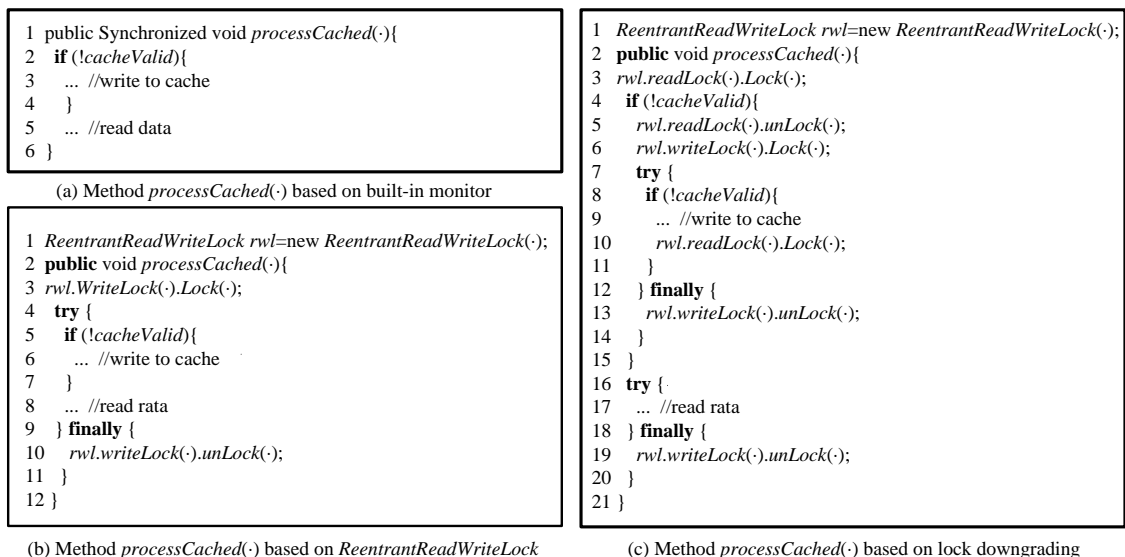 1 public Synchronized void processCached(·){
2 if (!cacheValid){
3 ... //write to cache
4 }
5 ... //read data
6 }
(a) Method processCached(·) based on built-in monitor
1 ReentrantReadWriteLock rwl=new ReentrantReadWriteLock(·);
2 public void processCached(·){
3 rwl.WriteLock(·).Lock(·);
4 try {
5 if (!cacheValid){
6 ... //write to cache
7 }
8 ... //read rata
9 } finally {
10 rwl.writeLock(·).unLock(·);
11 }
12 }
(b) Method processCached(·) based on ReentrantReadWriteLock
1 ReentrantReadWriteLock rwl=new ReentrantReadWriteLock(·);
2 public void processCached(·){
3 rwl.readLock(·).Lock(·);
4 if (!cacheValid){
5 rwl.readLock(·).unLock(·);
6 rwl.writeLock(·).Lock(·);
7 try {
8 if (!cacheValid){
9 ... //write to cache
10 rwl.readLock(·).Lock(·);
11 }
12 } finally {
13 rwl.writeLock(·).unLock(·);
14 }
15 }
16 try {
17 ... //read rata
18 } finally {
19 rwl.writeLock(·).unLock(·);
20 }
21 }
(c) Method processCached(·) based on lock downgrading